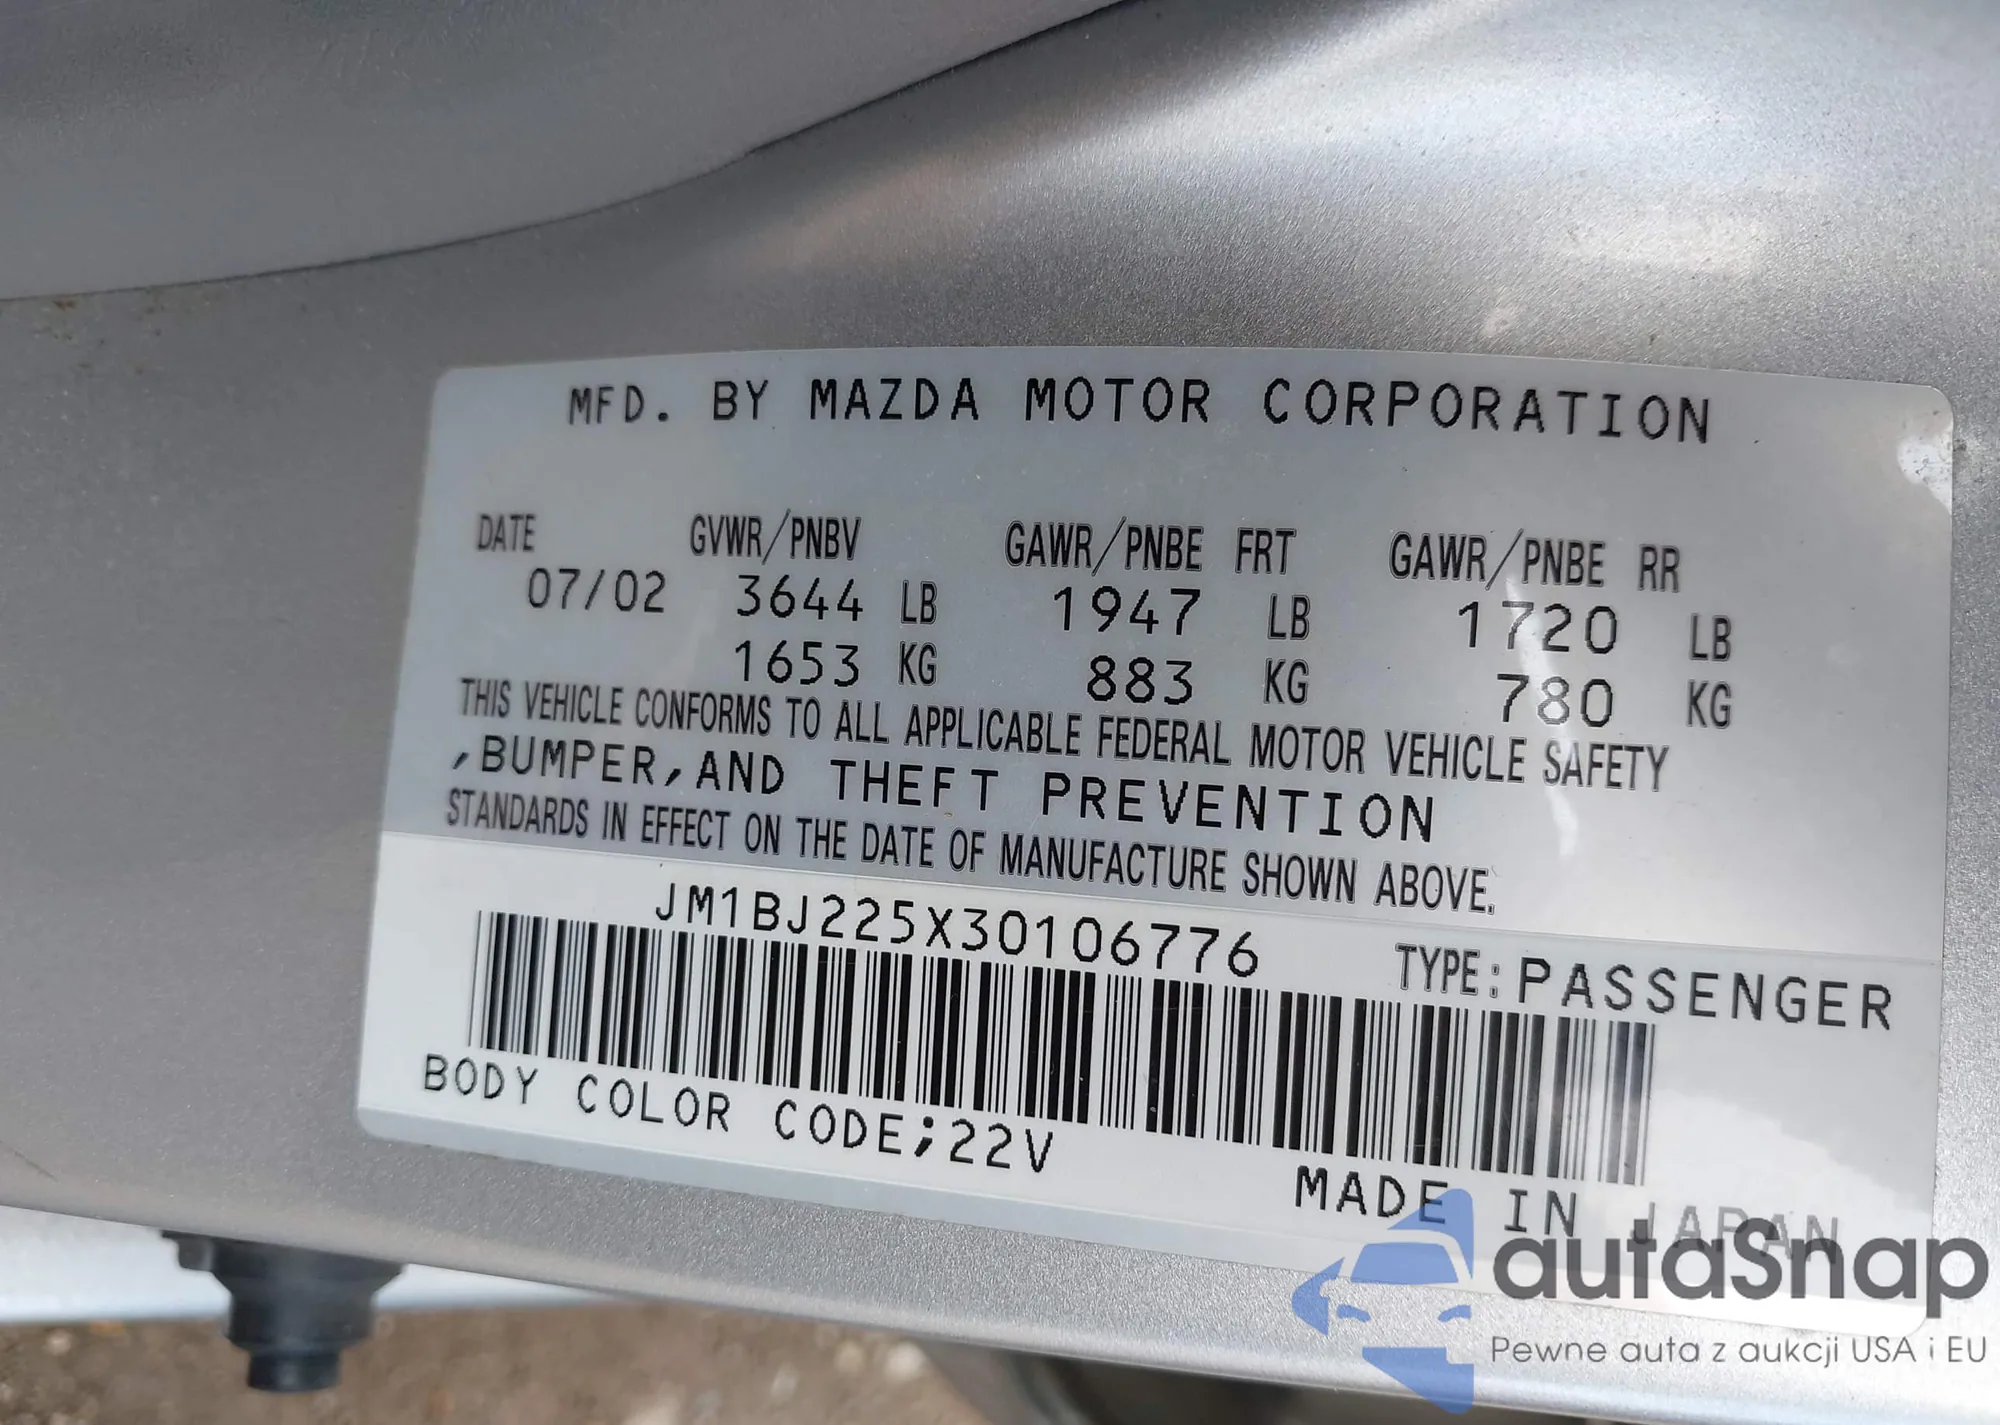 MFD. BY MAZDA MOTOR CORPORATION
DATE GVWR/PNBV GAWR/PNBE FRT GAWR/PNBE RR
07/02 3644 LB 1947 LB 1720 LB
1653 KG 883 KG 780 KG
THIS VEHICLE CONFORMS TO ALL APPLICABLE FEDERAL MOTOR VEHICLE SAFETY
,BUMPER,AND THEFT PREVENTION
STANDARDS IN EFFECT ON THE DATE OF MANUFACTURE SHOWN ABOVE.
JM1BJ225X30106776
TYPE: PASSENGER
BODY COLOR CODE;22V
MADE IN JAPAN
autaSnap
Pewne auta z aukcji USA i EU